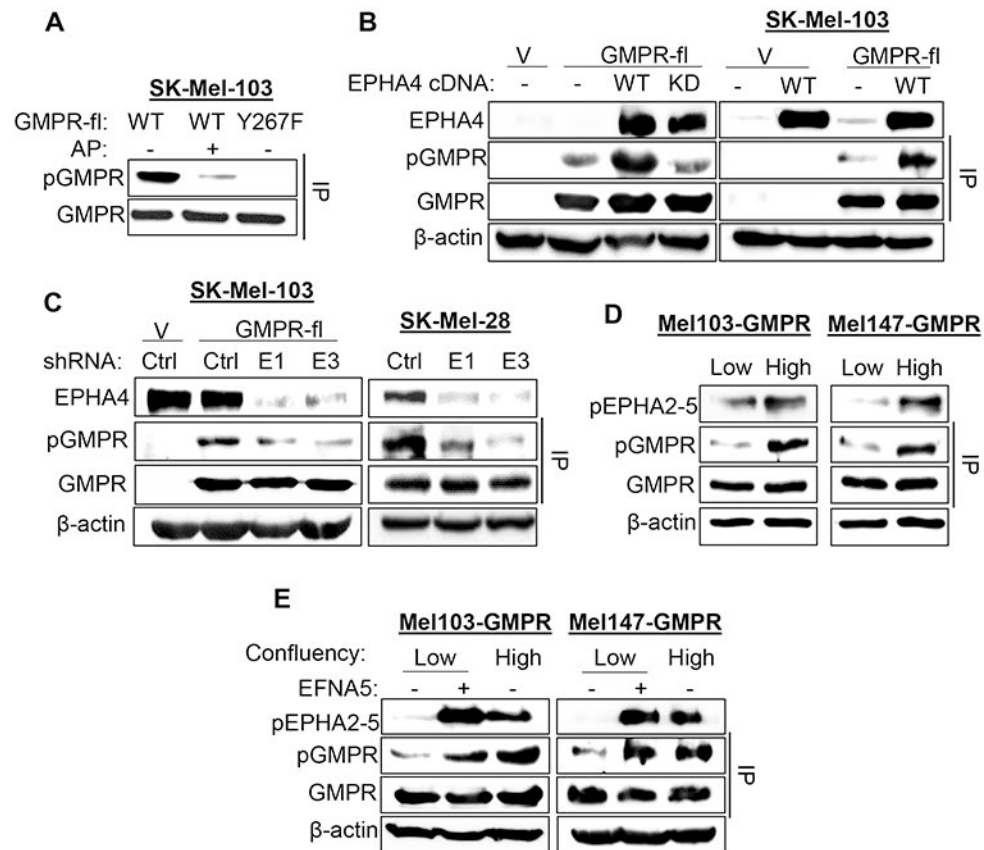 A
SK-Mel-103
GMPR-fl: WT WT Y267F
AP: - + -
pGMPR
GMPR
IP
B
SK-Mel-103
V GMPR-fl V GMPR-fl
EPHA4 cDNA: - - WT KD - WT - WT
EPHA4
pGMPR
GMPR
β-actin
IP
C
SK-Mel-103
SK-Mel-28
V GMPR-fl
shRNA: Ctrl Ctrl E1 E3 Ctrl E1 E3
EPHA4
pGMPR
GMPR
β-actin
IP
D
Mel103-GMPR Mel147-GMPR
Low High Low High
pEPHA2-5
pGMPR
GMPR
β-actin
IP
E
Mel103-GMPR Mel147-GMPR
Confluency: Low High Low High
EFNA5: - + - - + -
pEPHA2-5
pGMPR
GMPR
β-actin
IP